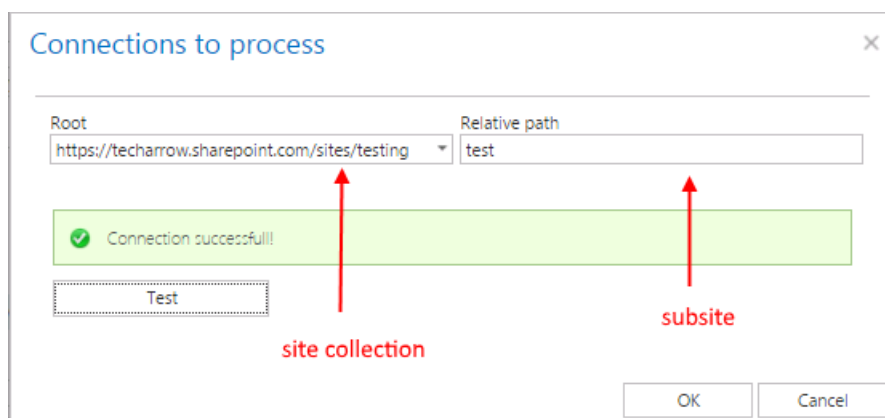 Connections to process
Root
Relative path
https://techarrow.sharepoint.com/sites/testing
test
Connection successful!
Test
site collection
subsite
OK
Cancel